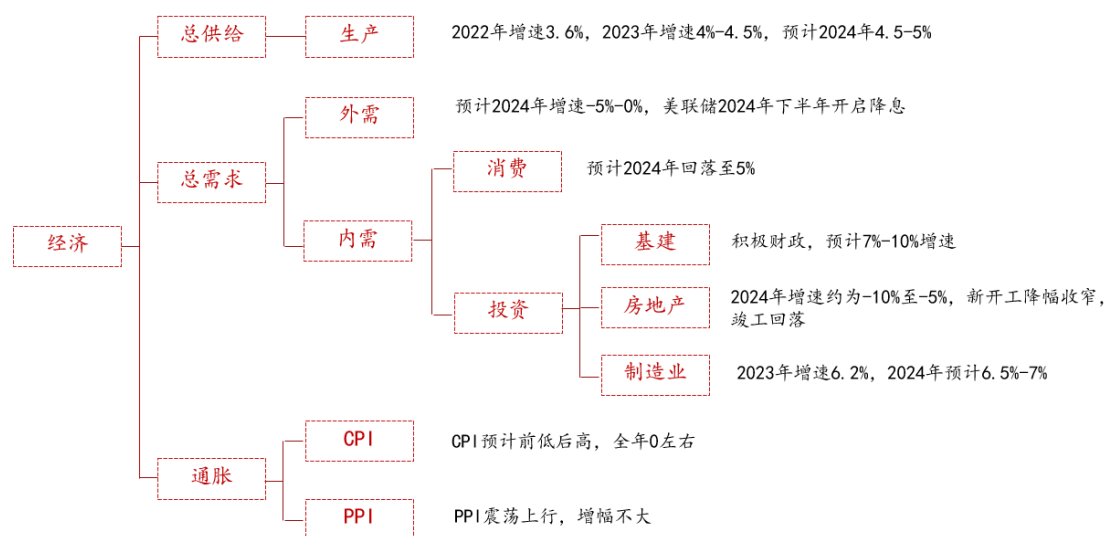 总供给
生产
2022年增速3.6%, 2023年增速4%-4.5%, 预计2024年4.5-5%
外需
预计2024年增速-5%-0%, 美联储2024年下半年开启降息
总需求
消费
预计2024年回落至5%
经济
内需
基建
积极财政, 预计7%-10%增速
投资
房地产
2024年增速约为-10%至-5%, 新开工降幅收窄,
竣工回落
制造业
2023年增速6.2%, 2024年预计6.5%-7%
CPI
CPI预计前低后高, 全年0左右
通胀
PPI
PPI震荡上行, 增幅不大